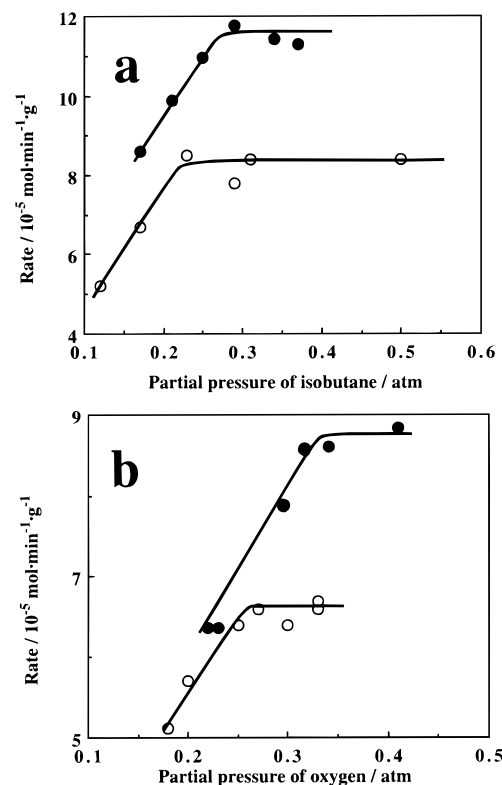 12
10
8
6
4
a
Rate / 10⁻⁵ mol·min⁻¹·g⁻¹
0.1 0.2 0.3 0.4 0.5 0.6
Partial pressure of isobutane / atm
9
7
5
b
Rate / 10⁻⁵ mol·min⁻¹·g⁻¹
0.1 0.2 0.3 0.4 0.5
Partial pressure of oxygen / atm